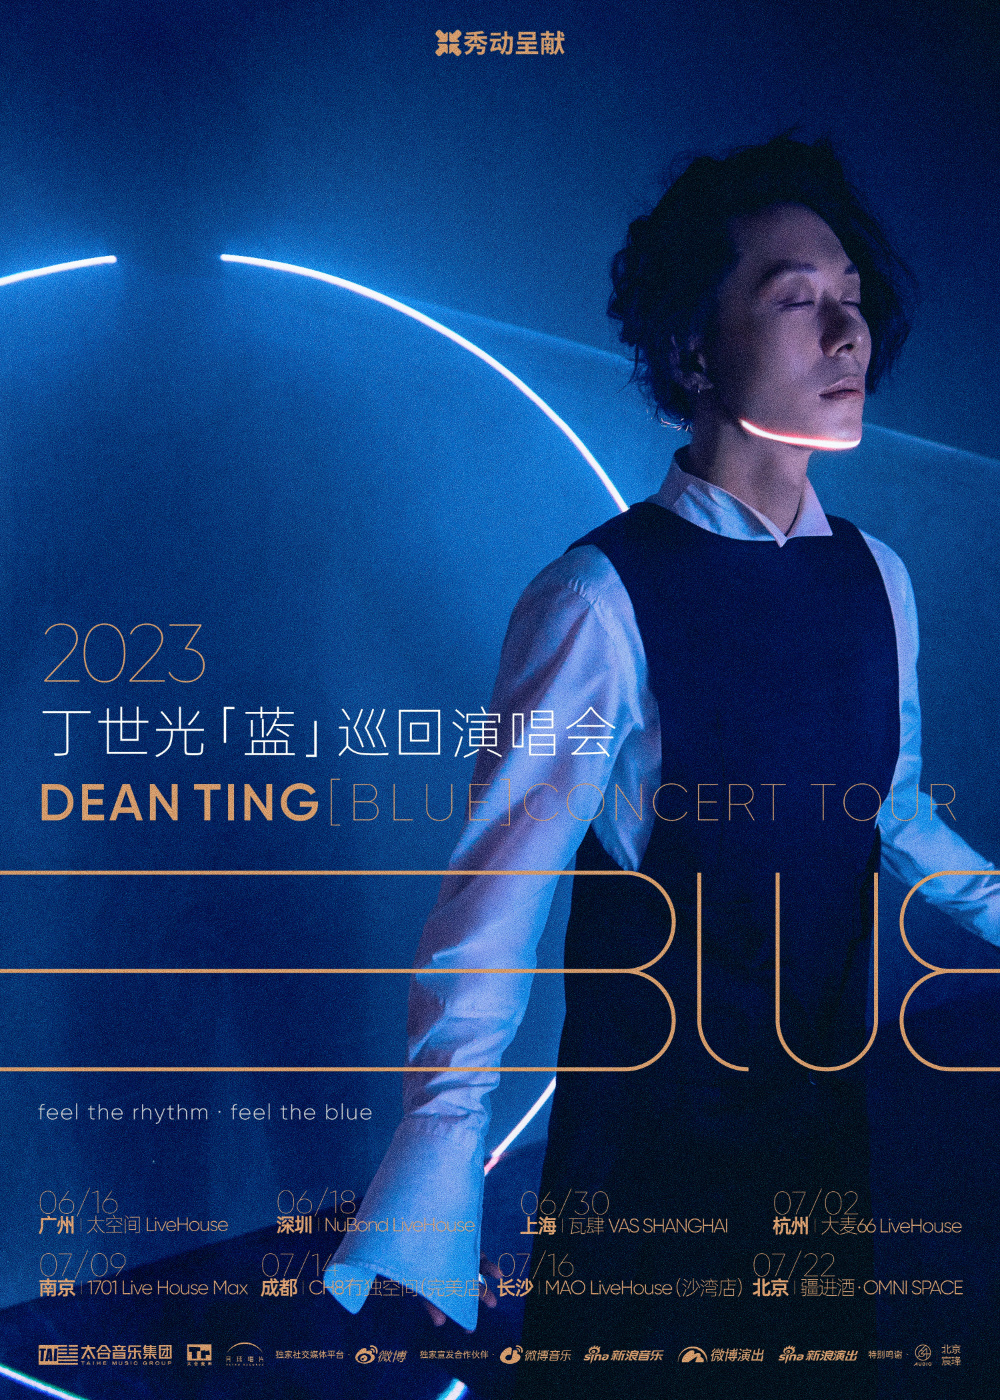 秀动呈献
2023
丁世光「蓝」巡回演唱会
DEAN TING [BLUE] CONCERT TOUR
BLUE
feel the rhythm · feel the blue
06/16 06/18 06/30 07/02
广州 | 太空间 LiveHouse 深圳 | NuBond LiveHouse 上海 | 瓦肆 VAS SHANGHAI 杭州 | 大麦66 LiveHouse
07/09 07/14 07/16 07/22
南京 | 1701 Live House Max 成都 | CH8冇独空间(完美店) 长沙 | MAO LiveHouse (沙湾店) 北京 | 疆进酒·OMNI SPACE
太合音乐集团 独家社交媒体平台· 微博 独家宣发合作伙伴· 微博音乐 sina 新浪音乐 微博演出 sina 新浪演出 特别鸣谢· 北京
TAIHE MUSIC GROUP